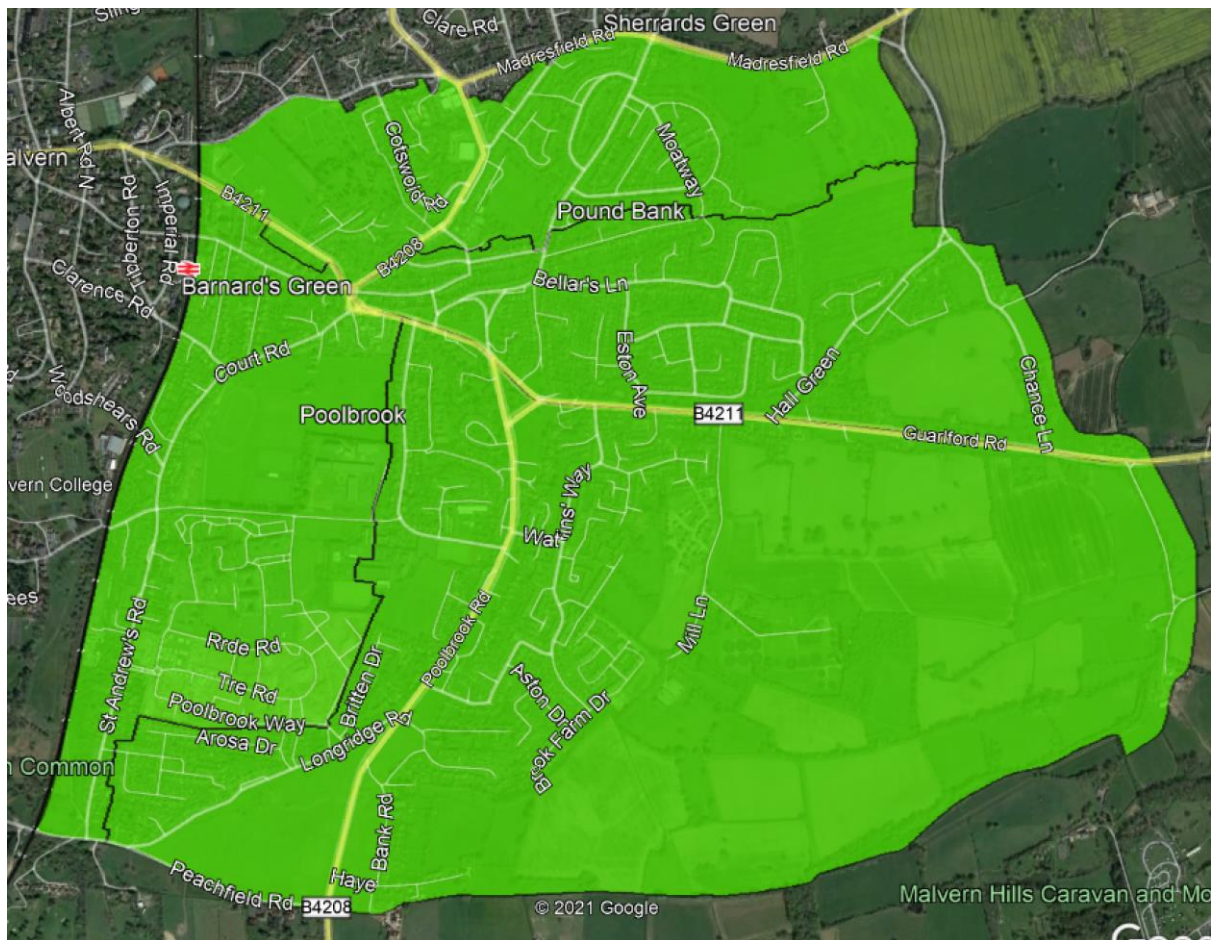 Clare Rd
Sherrards Green
Madresfield Rd
Madresfield Rd
Albert Rd N
alvern
Cotswold Rd
Moatway
Imperial Rd
Tibberton Rd
B4211
Pound Bank
B4208
Clarence Rd
Barnard's Green
Bellar's Ln
Court Rd
Eston Ave
Hall Green
Chance Ln
Woodshears Rd
Poolbrook
B4211
Guarlford Rd
vern College
Watkins' Way
ees
St Andrew's Rd
Rrde Rd
Mill Ln
Poolbrook Rd
Tre Rd
Britten Dr
Aston Dr
Poolbrook Way
Brook Farm Dr
Arosa Dr
Longridge Rd
n Common
Bank Rd
Peachfield Rd
Haye
B4208
© 2021 Google
Malvern Hills Caravan and Mo